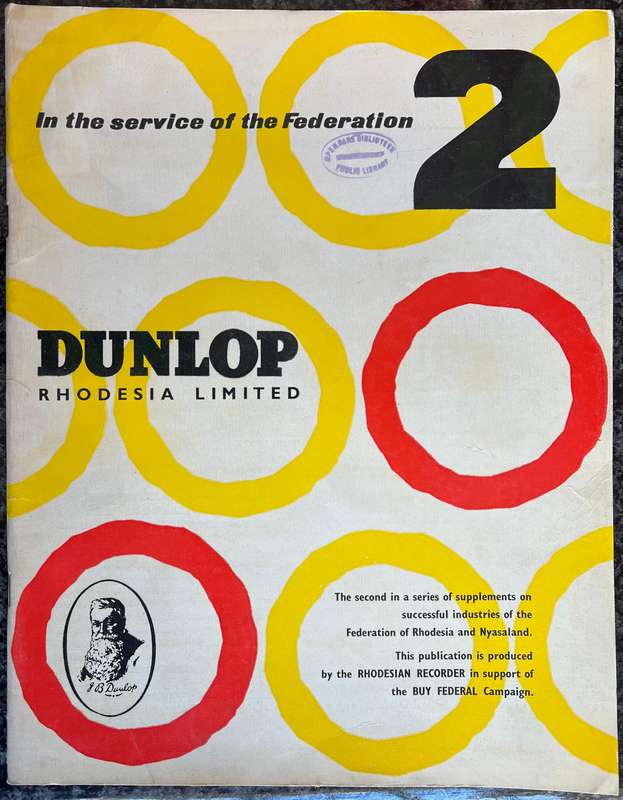 In the service of the Federation
2
OPENBARE BIBLIOTEEK
PUBLIC LIBRARY
DUNLOP
RHODESIA LIMITED
J B Dunlop
The second in a series of supplements on
successful industries of the
Federation of Rhodesia and Nyasaland.
This publication is produced
by the RHODESIAN RECORDER in support of
the BUY FEDERAL Campaign.